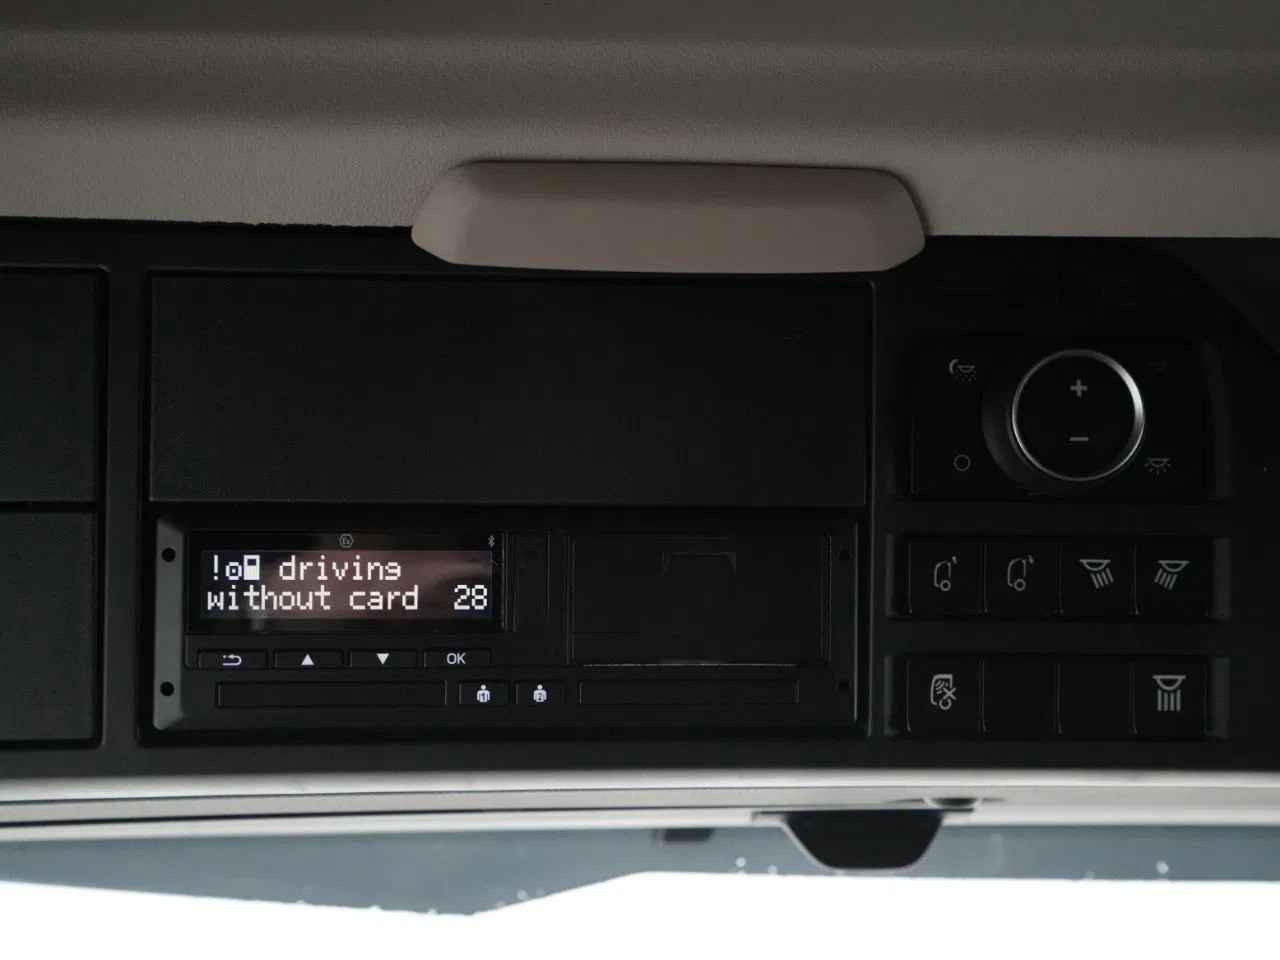 ! driving
without card 28
OK